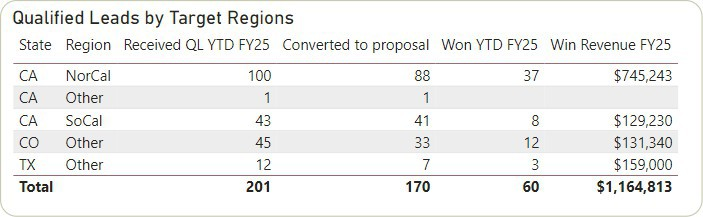 Qualified Leads by Target Regions
State Region Received QL YTD FY25 Converted to proposal Won YTD FY25 Win Revenue FY25
CA NorCal 100 88 37 $745,243
CA Other 1 1
CA SoCal 43 41 8 $129,230
CO Other 45 33 12 $131,340
TX Other 12 7 3 $159,000
Total 201 170 60 $1,164,813